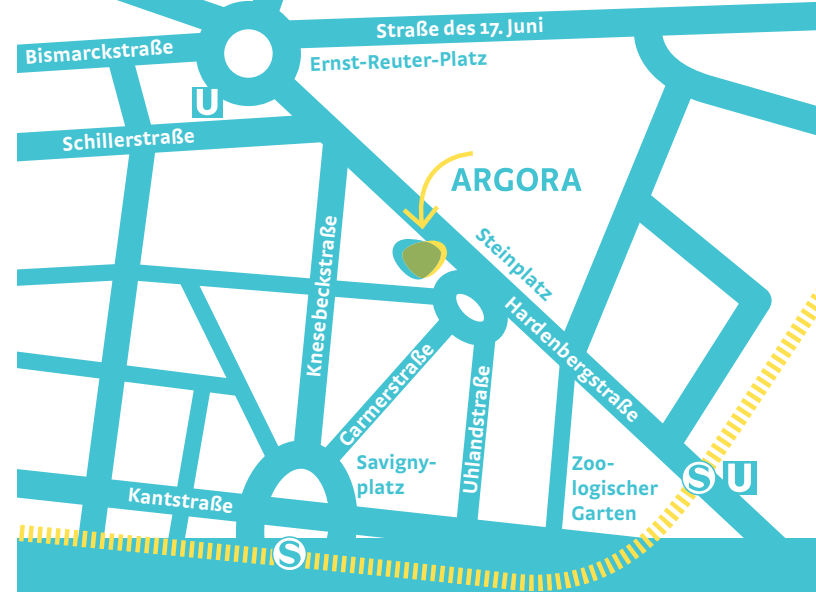 Straße des 17. Juni
Bismarckstraße
Ernst-Reuter-Platz
U
Schillerstraße
ARGORA
Steinplatz
Knesebeckstraße
Hardenbergstraße
Carmerstraße
Uhlandstraße
Savigny-
platz
Zoo-
logischer
Garten
S U
Kantstraße
S